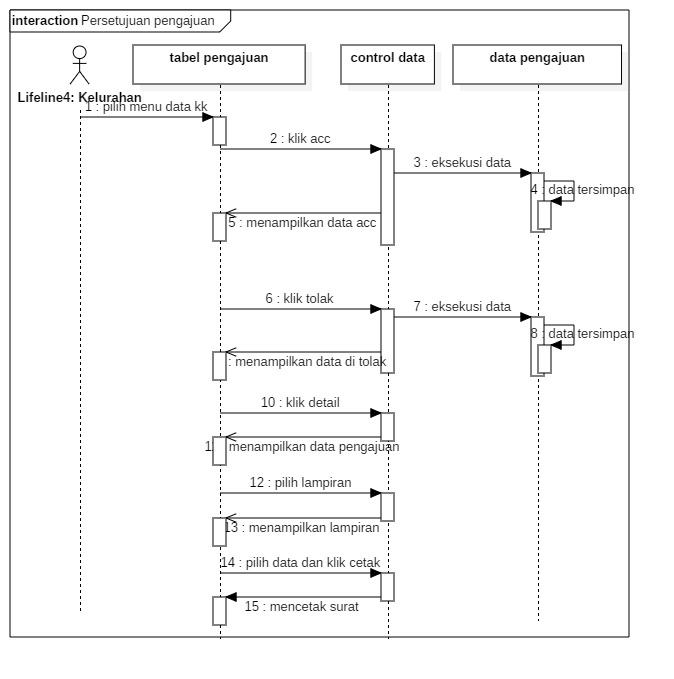 interaction Persetujuan pengajuan
tabel pengajuan
control data
data pengajuan
Lifeline4: Kelurahan
1 : pilih menu data kk
2 : klik acc
3 : eksekusi data
4 : data tersimpan
5 : menampilkan data acc
6 : klik tolak
7 : eksekusi data
8 : data tersimpan
: menampilkan data di tolak
10 : klik detail
menampilkan data pengajuan
12 : pilih lampiran
13 : menampilkan lampiran
14 : pilih data dan klik cetak
15 : mencetak surat